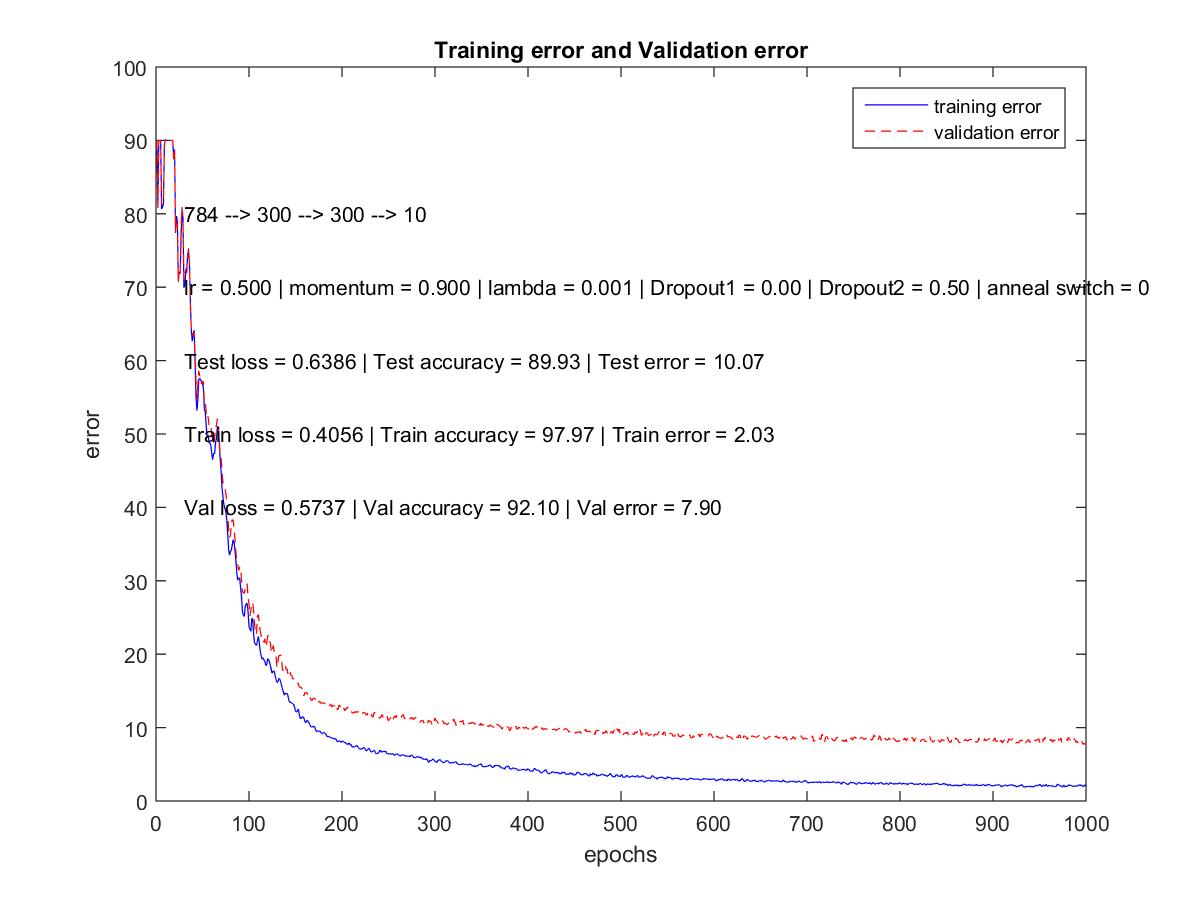 Training error and Validation error
100
90
80
70
60
50
40
30
20
10
0
error
training error
validation error
784 --> 300 --> 300 --> 10
lr = 0.500 | momentum = 0.900 | lambda = 0.001 | Dropout1 = 0.00 | Dropout2 = 0.50 | anneal switch = 0
Test loss = 0.6386 | Test accuracy = 89.93 | Test error = 10.07
Train loss = 0.4056 | Train accuracy = 97.97 | Train error = 2.03
Val loss = 0.5737 | Val accuracy = 92.10 | Val error = 7.90
0 100 200 300 400 500 600 700 800 900 1000
epochs